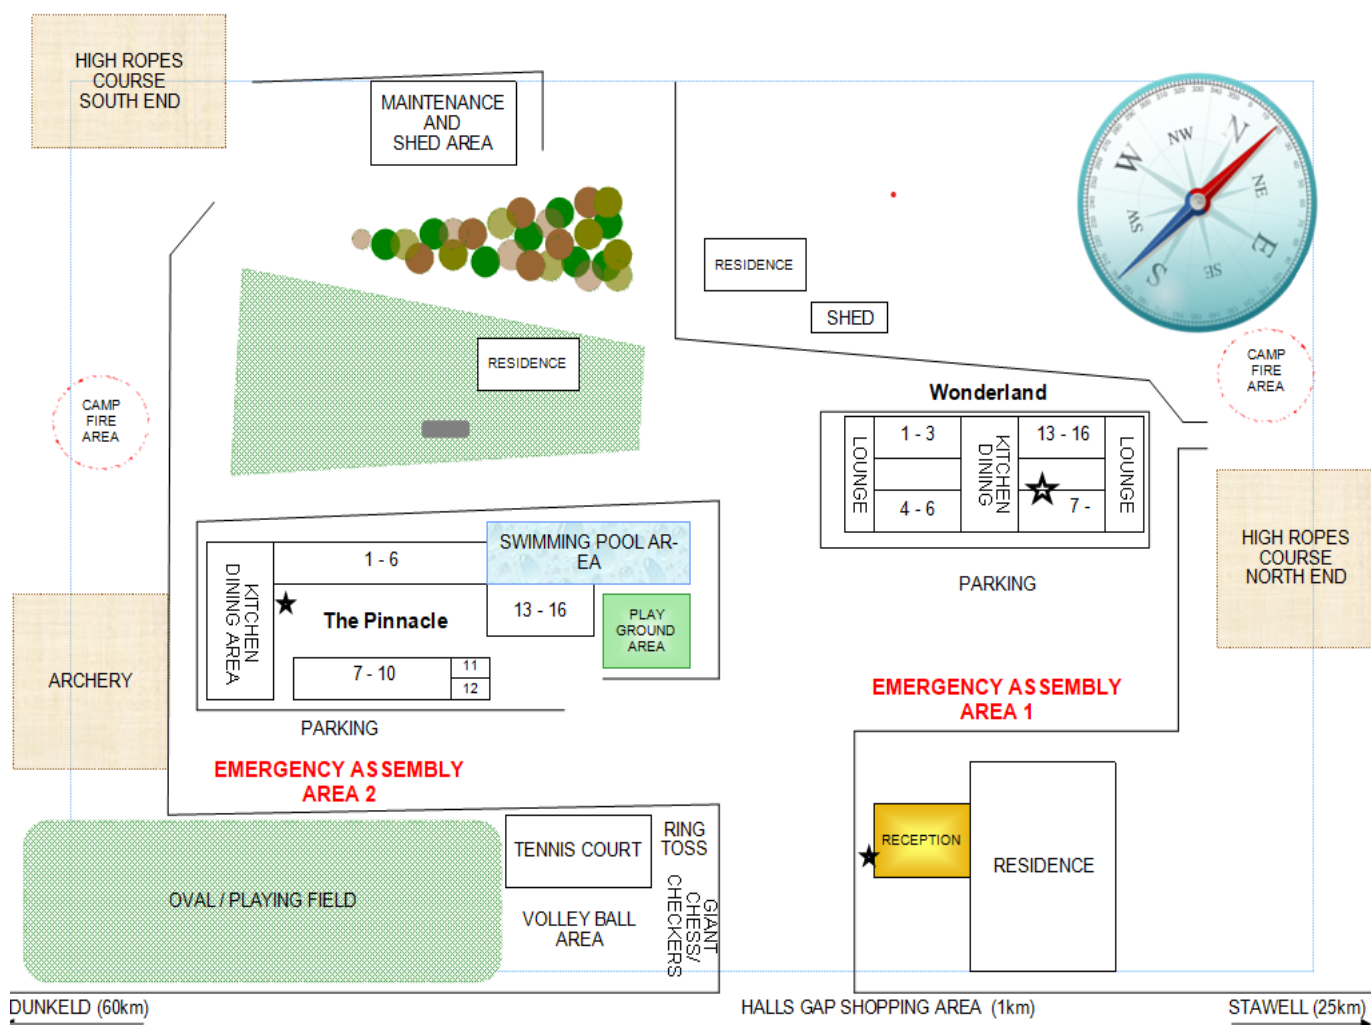 HIGH ROPES
COURSE
SOUTH END
MAINTENANCE
AND
SHED AREA
N
NE
E
SE
S
SW
W
NW
RESIDENCE
SHED
RESIDENCE
CAMP
FIRE
AREA
CAMP
FIRE
AREA
Wonderland
LOUNGE
1 - 3
4 - 6
KITCHEN
DINING
13 - 16
7 -
LOUNGE
PARKING
HIGH ROPES
COURSE
NORTH END
SWIMMING POOL AR-
EA
1 - 6
KITCHEN
DINING AREA
The Pinnacle
13 - 16
PLAY
GROUND
AREA
7 - 10
11
12
ARCHERY
PARKING
EMERGENCY ASSEMBLY
AREA 1
EMERGENCY ASSEMBLY
AREA 2
OVAL / PLAYING FIELD
TENNIS COURT
RING
TOSS
VOLLEY BALL
AREA
GIANT
CHESS/
CHECKERS
RECEPTION
RESIDENCE
DUNKELD (60km)
HALLS GAP SHOPPING AREA (1km)
STAWELL (25km)